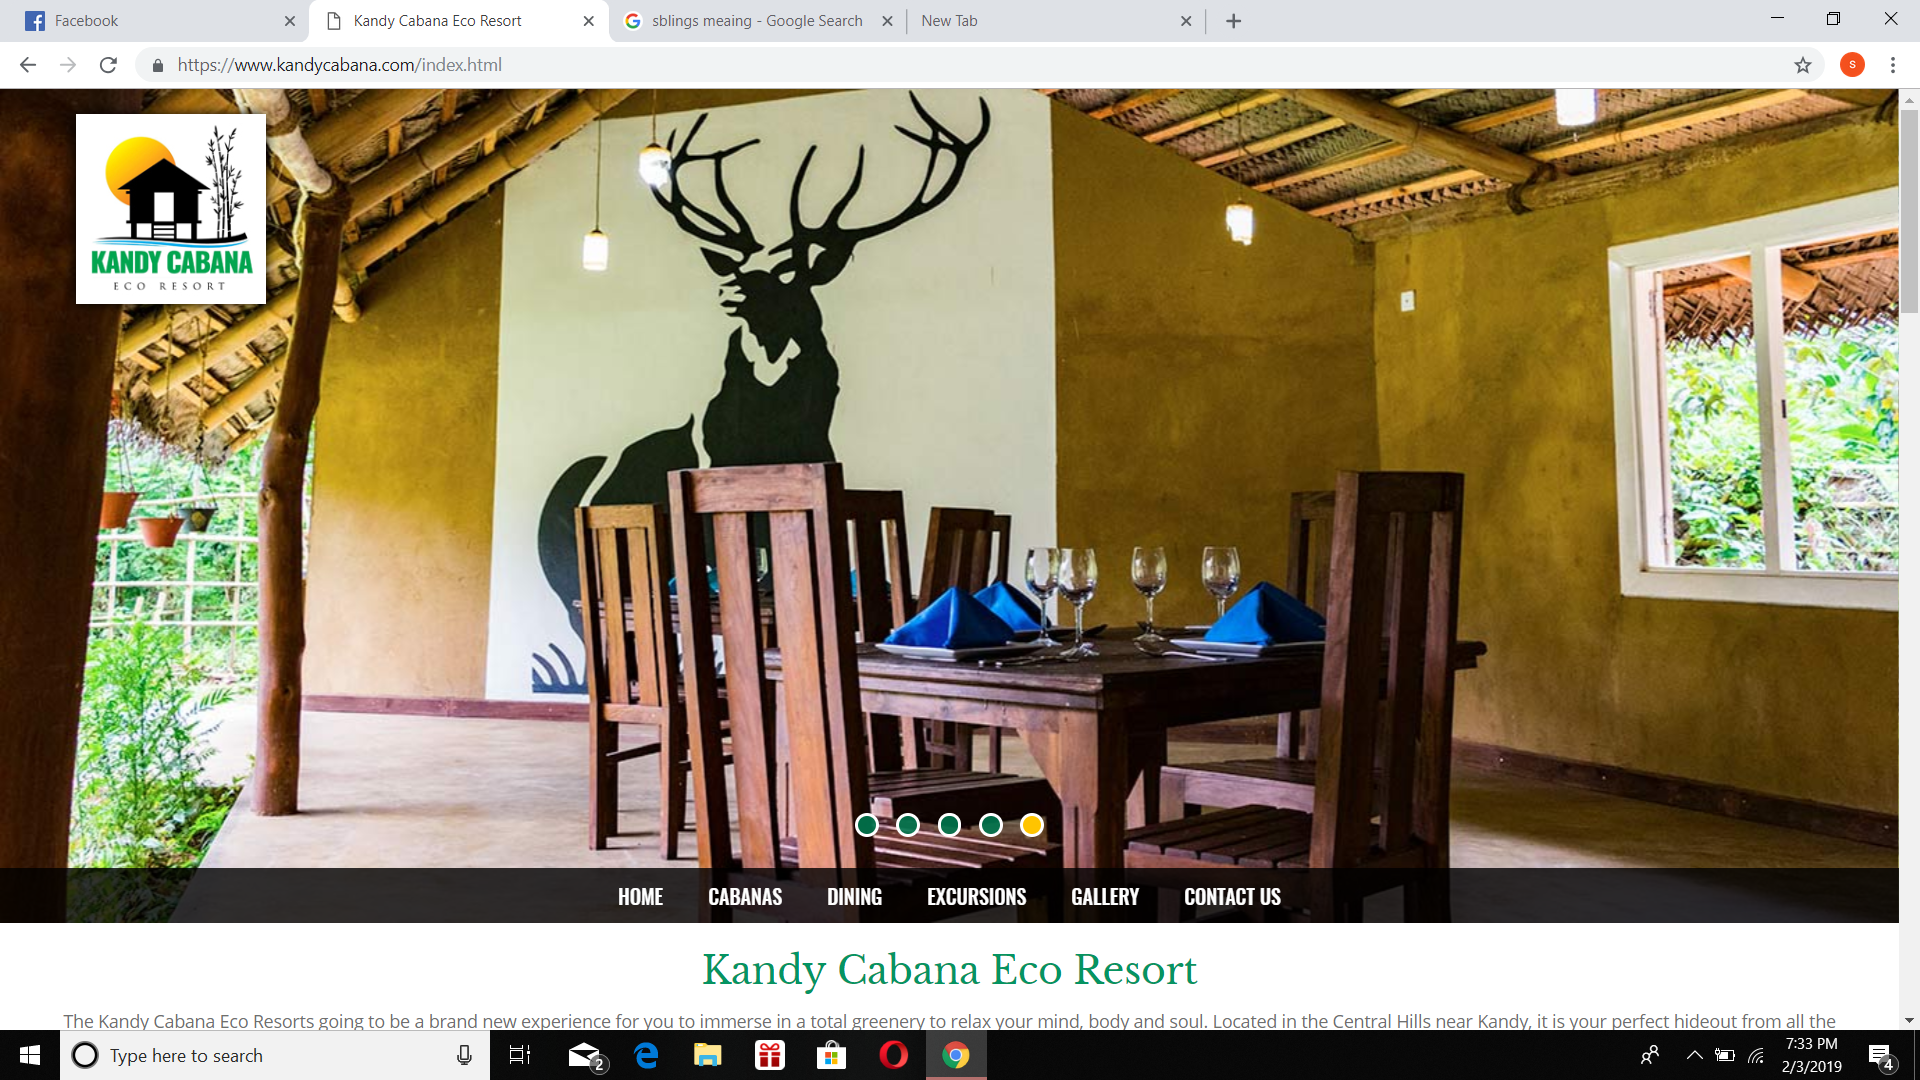 Facebook
Kandy Cabana Eco Resort
sblings meaing - Google Search
New Tab
https://www.kandycabana.com/index.html
s
KANDY CABANA
ECO RESORT
HOME CABANAS DINING EXCURSIONS GALLERY CONTACT US
Kandy Cabana Eco Resort
The Kandy Cabana Eco Resorts going to be a brand new experience for you to immerse in a total greenery to relax your mind, body and soul. Located in the Central Hills near Kandy, it is your perfect hideout from all the
Type here to search
2
7:33 PM
2/3/2019
4